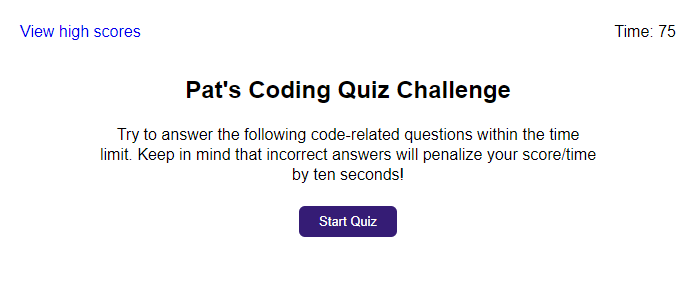 View high scores
Time: 75
Pat's Coding Quiz Challenge
Try to answer the following code-related questions within the time
limit. Keep in mind that incorrect answers will penalize your score/time
by ten seconds!
Start Quiz